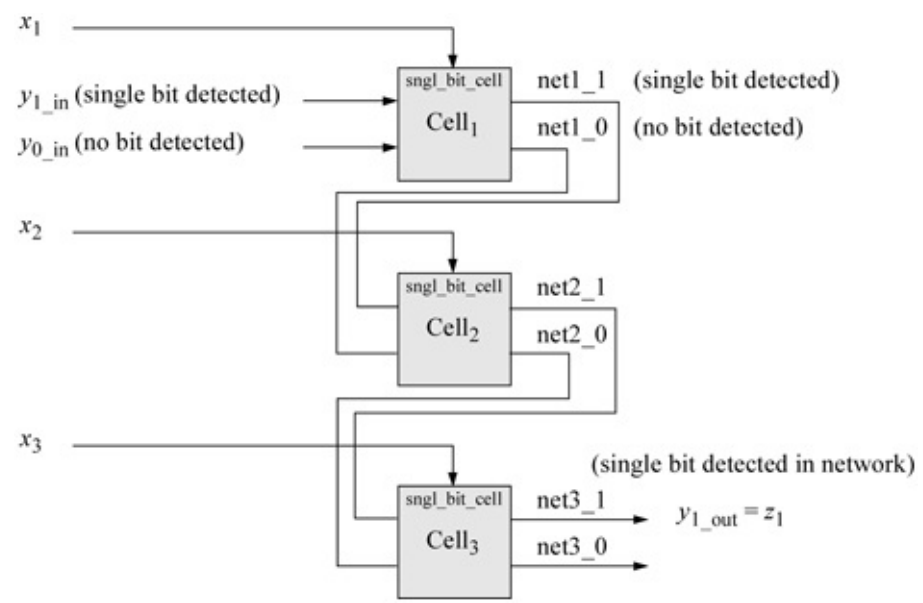 x1
sngl_bit_cell
net1_1 (single bit detected)
y1_in (single bit detected)
Cell1
net1_0 (no bit detected)
y0_in (no bit detected)
x2
sngl_bit_cell
net2_1
Cell2
net2_0
x3
(single bit detected in network)
sngl_bit_cell
net3_1
y1_out = z1
Cell3
net3_0